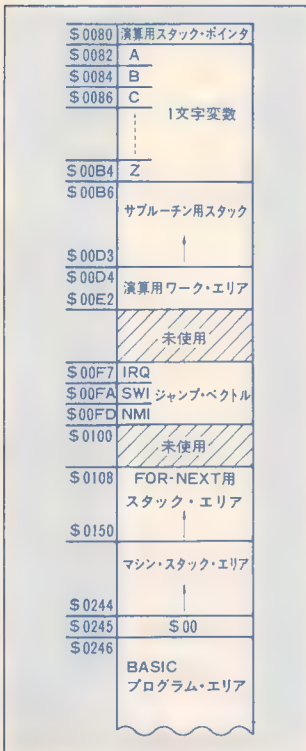 $0080 演算用スタック・ポインタ
$0082 A
$0084 B
$0086 C
1文字変数
$00B4 Z
$00B6
サブルーチン用スタック
$00D3
$00D4
演算用ワーク・エリア
$00E2
未使用
$00F7 IRQ
$00FA SWI ジャンプ・ベクトル
$00FD NMI
$0100
未使用
$0108 FOR-NEXT用
スタック・エリア
$0150
マシン・スタック・エリア
$0244
$0245 $00
$0246
BASIC
プログラム・エリア